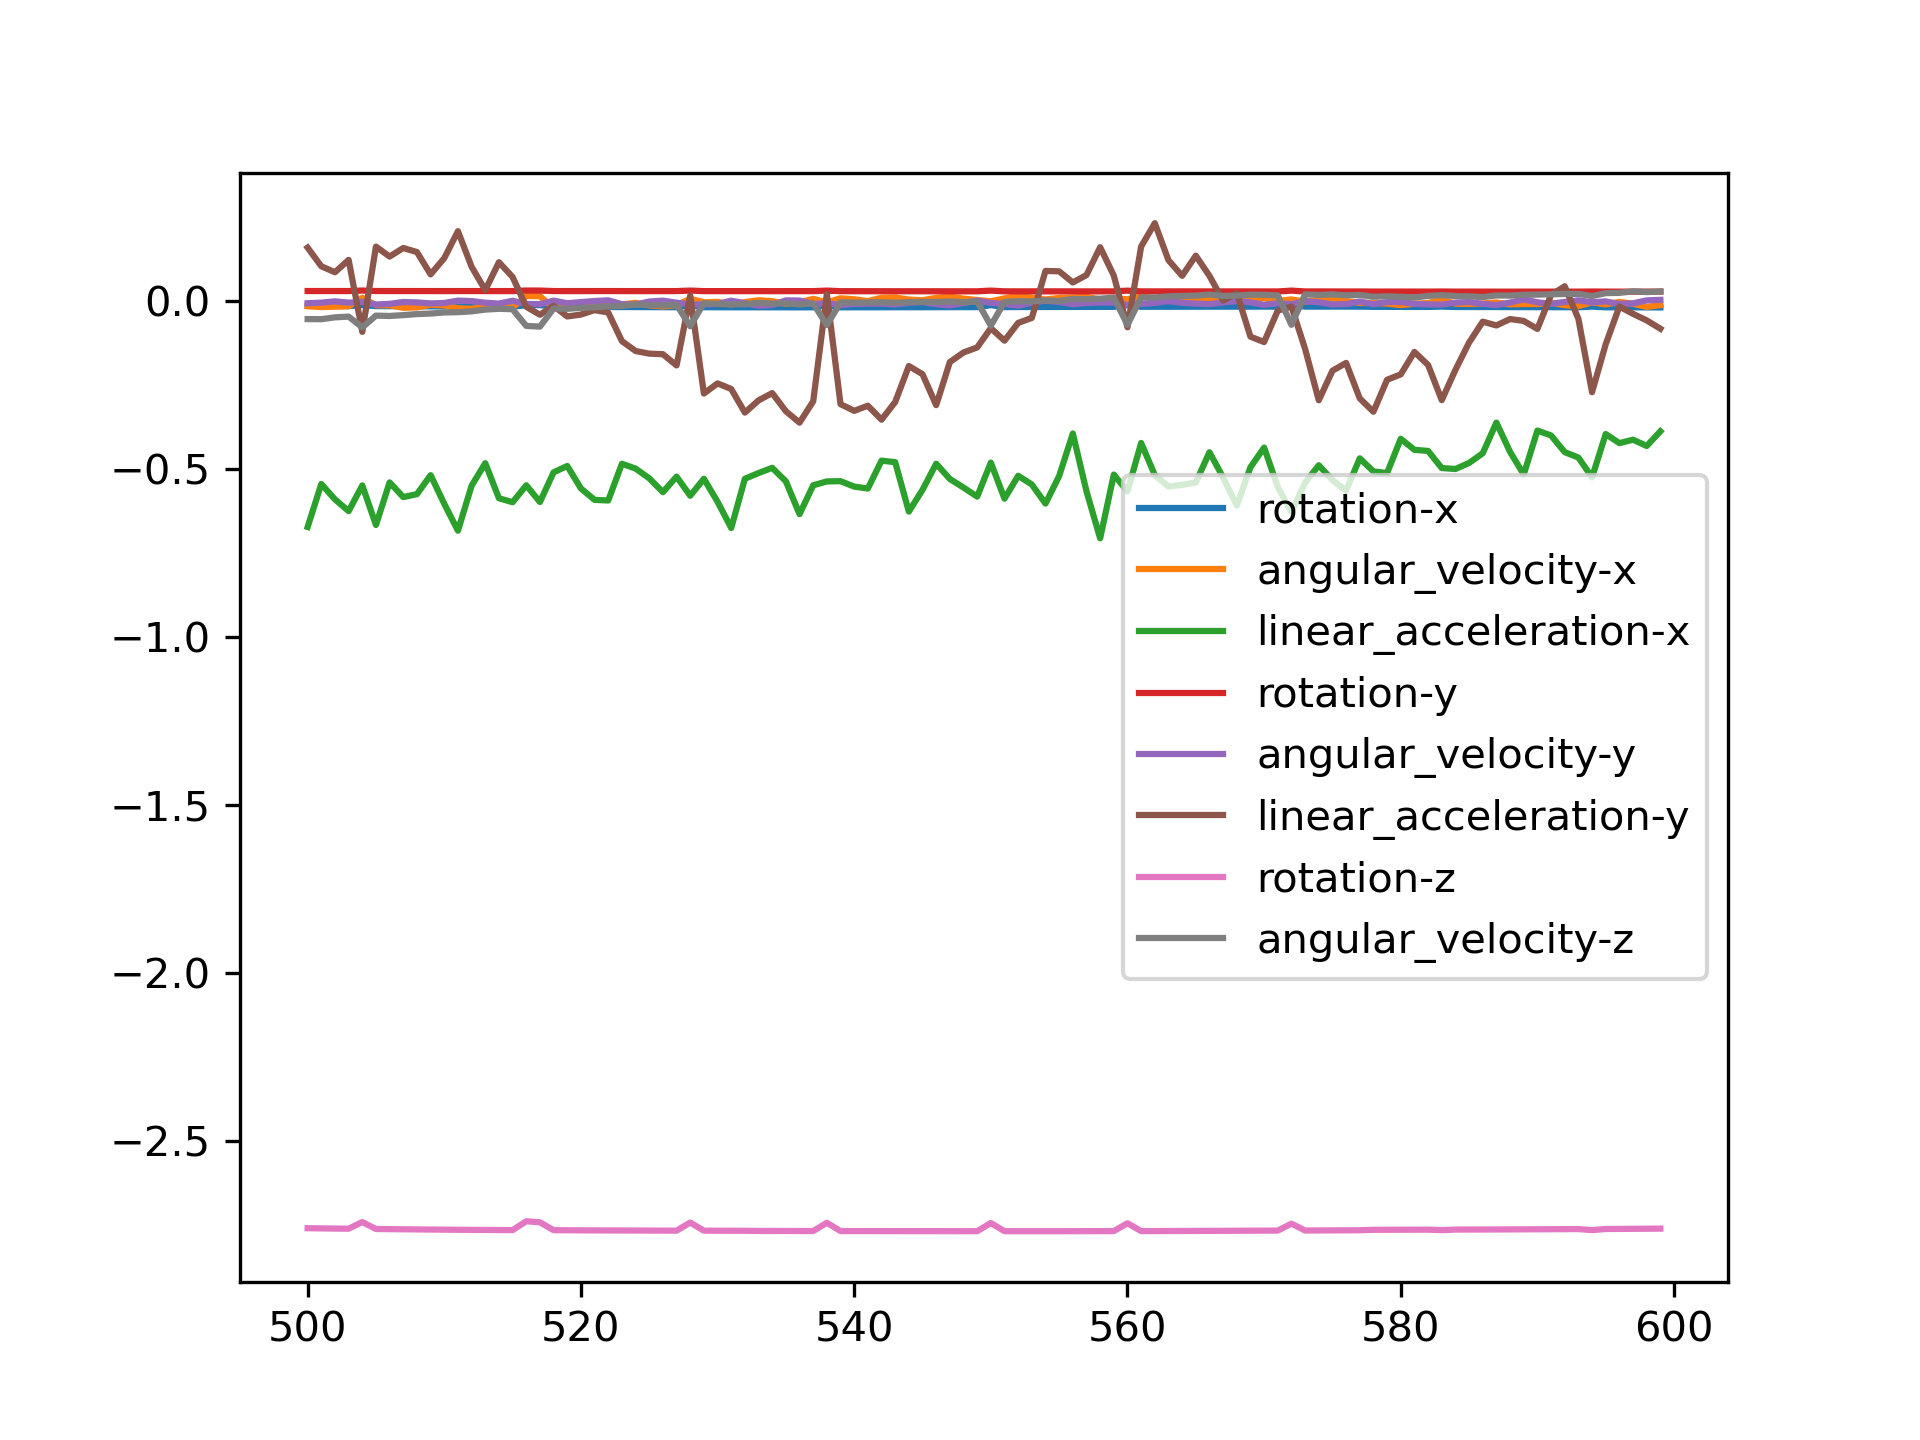 0.0
−0.5
−1.0
−1.5
−2.0
−2.5
500 520 540 560 580 600
rotation-x
angular_velocity-x
linear_acceleration-x
rotation-y
angular_velocity-y
linear_acceleration-y
rotation-z
angular_velocity-z